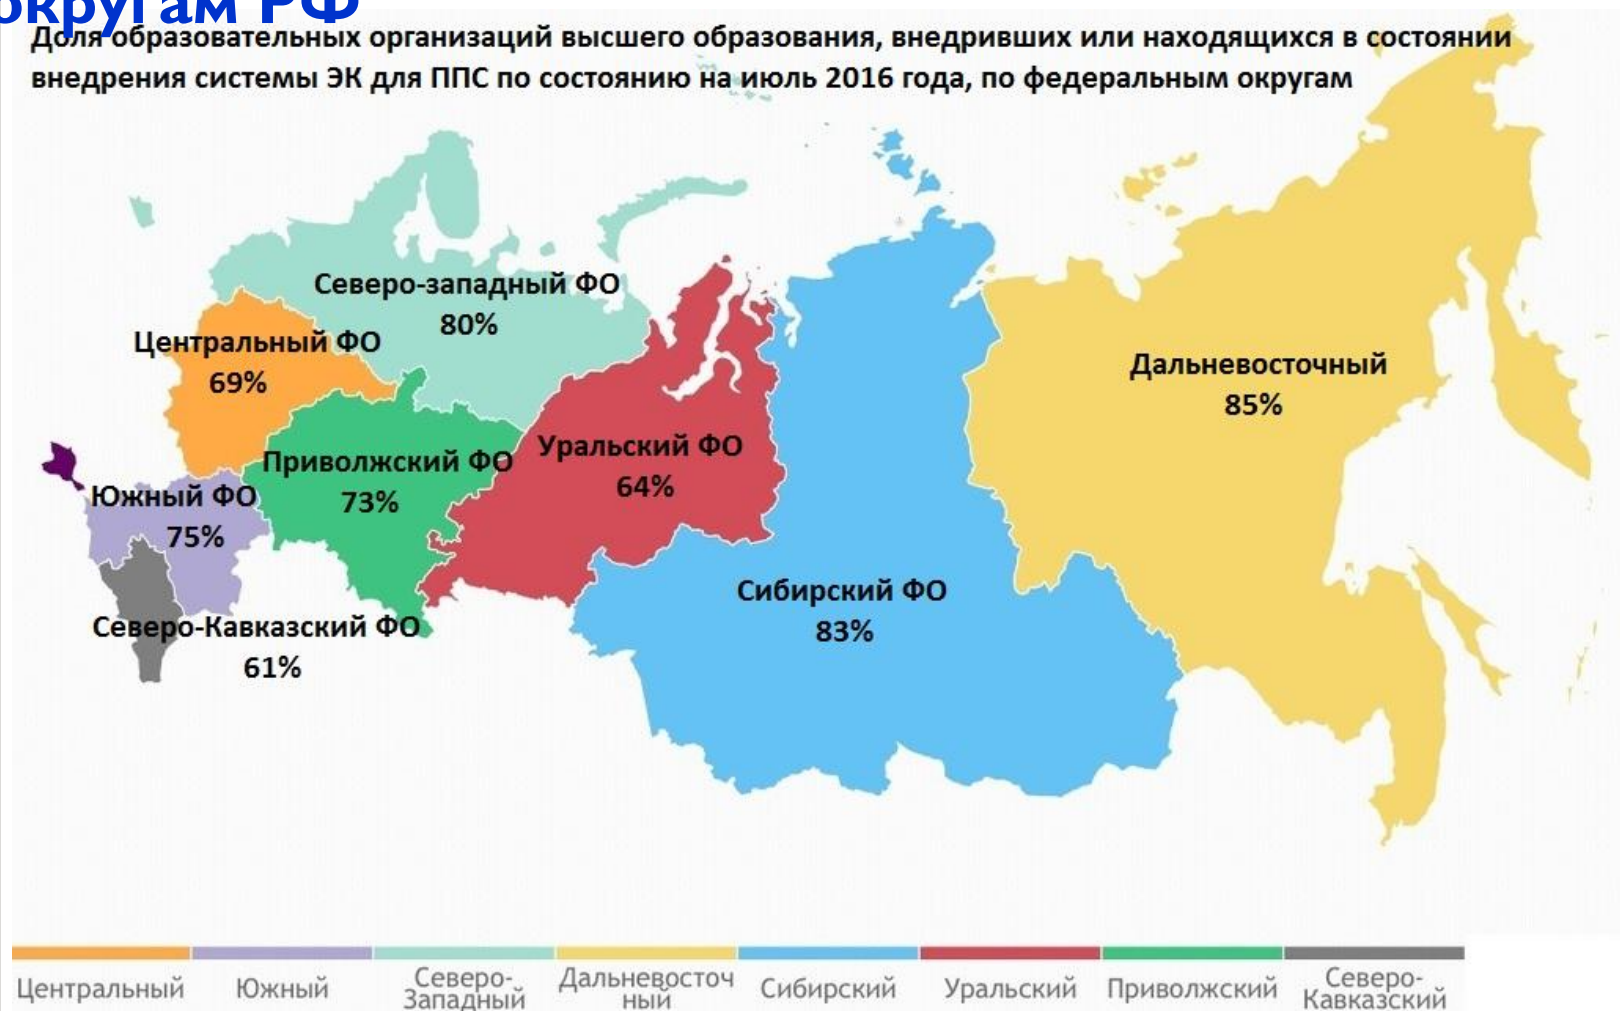 округам РФ
Доля образовательных организаций высшего образования, внедривших или находящихся в состоянии
внедрения системы ЭК для ППС по состоянию на июль 2016 года, по федеральным округам
Северо-западный ФО
80%
Центральный ФО
69%
Дальневосточный
85%
Уральский ФО
64%
Приволжский ФО
73%
Южный ФО
75%
Сибирский ФО
83%
Северо-Кавказский ФО
61%
Центральный
Южный
Северо-
Западный
Дальневосточ
ный
Сибирский
Уральский
Приволжский
Северо-
Кавказский